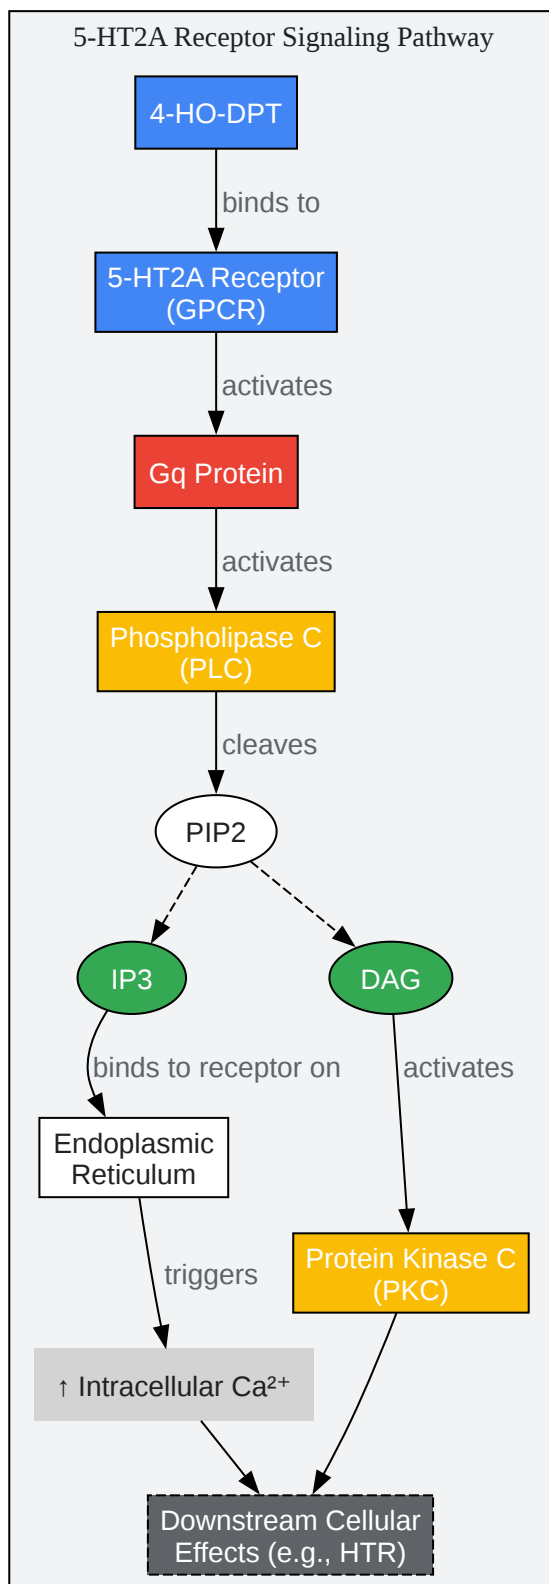 5-HT2A Receptor Signaling Pathway
4-HO-DPT
binds to
5-HT2A Receptor
(GPCR)
activates
Gq Protein
activates
Phospholipase C
(PLC)
cleaves
PIP2
IP3
DAG
binds to receptor on
activates
Endoplasmic
Reticulum
triggers
Protein Kinase C
(PKC)
↑ Intracellular Ca²⁺
Downstream Cellular
Effects (e.g., HTR)